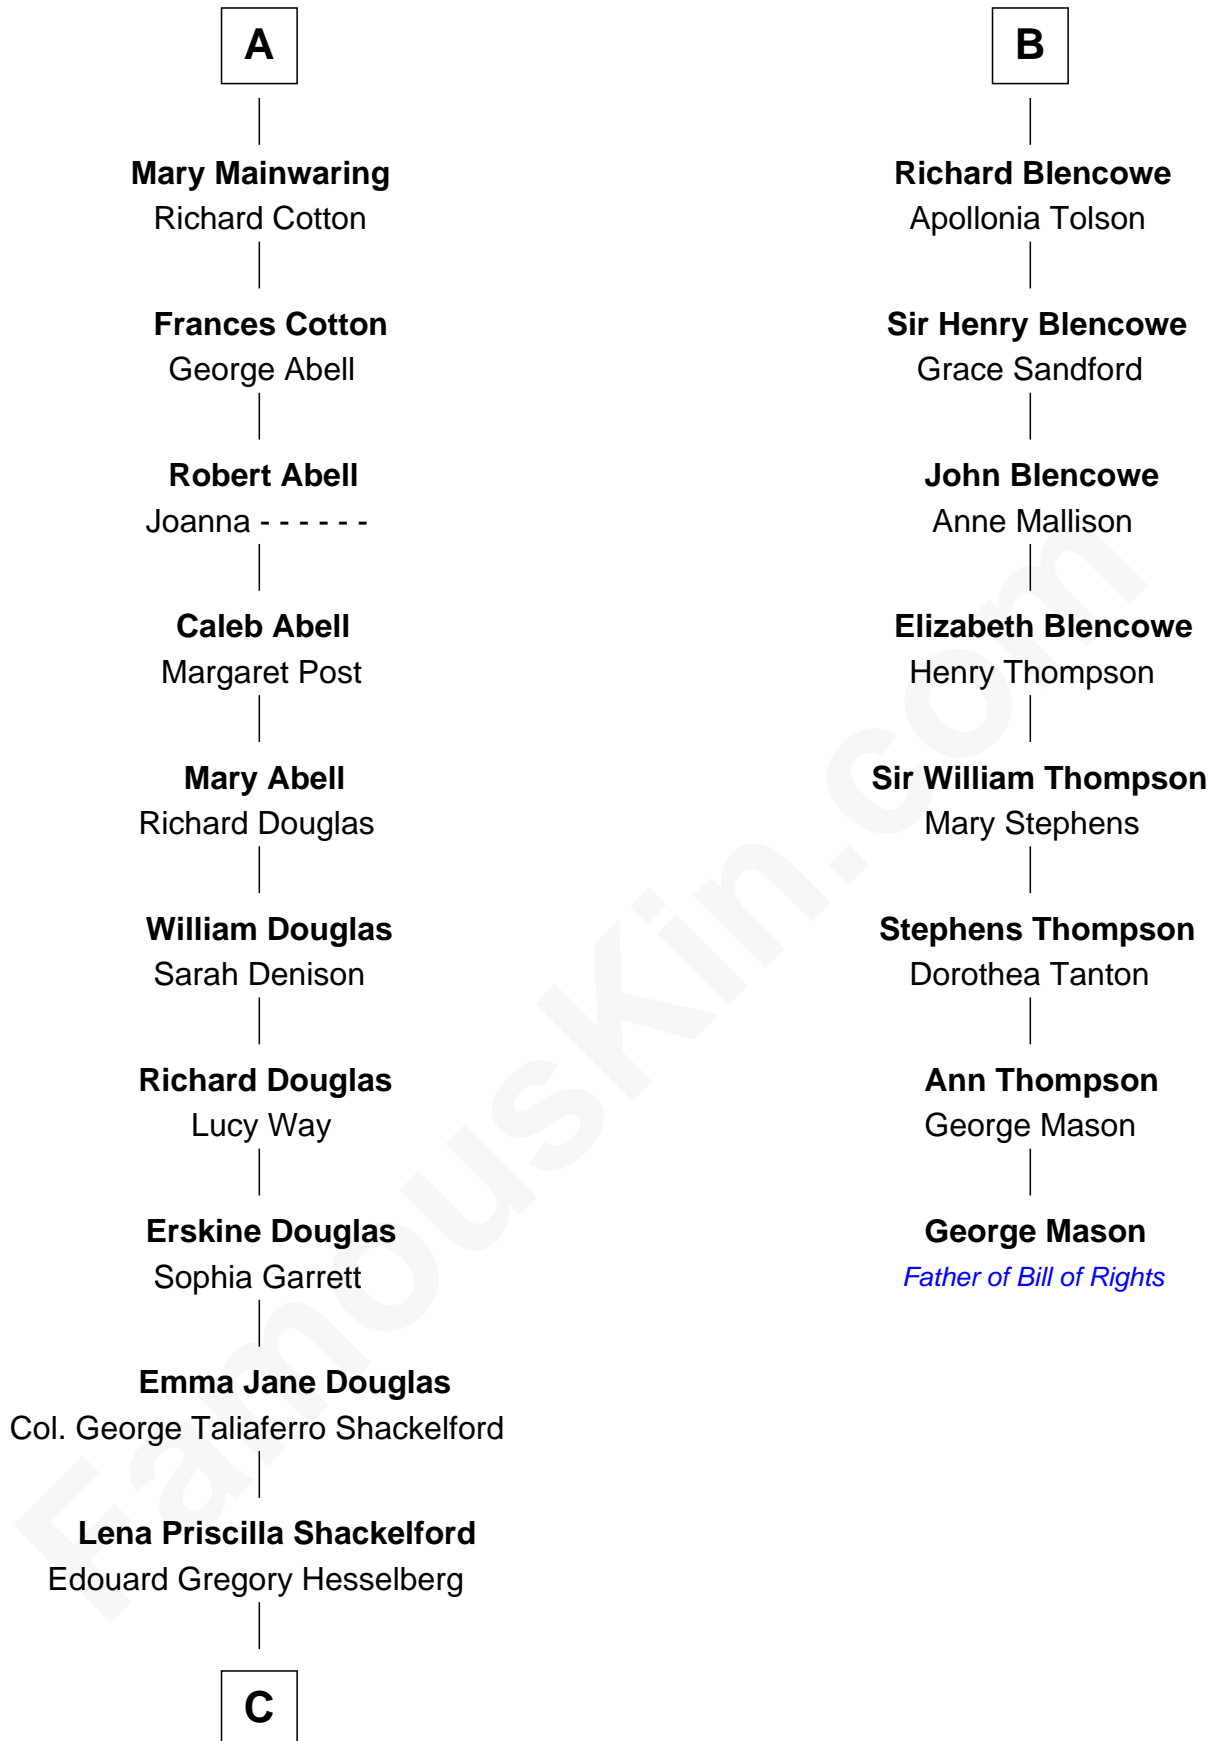 A
Mary Mainwaring
Richard Cotton
Frances Cotton
George Abell
Robert Abell
Joanna - - - - - -
Caleb Abell
Margaret Post
Mary Abell
Richard Douglas
William Douglas
Sarah Denison
Richard Douglas
Lucy Way
Erskine Douglas
Sophia Garrett
Emma Jane Douglas
Col. George Taliaferro Shackelford
Lena Priscilla Shackelford
Edouard Gregory Hesselberg
C
B
Richard Blencowe
Apollonia Tolson
Sir Henry Blencowe
Grace Sandford
John Blencowe
Anne Mallison
Elizabeth Blencowe
Henry Thompson
Sir William Thompson
Mary Stephens
Stephens Thompson
Dorothea Tanton
Ann Thompson
George Mason
George Mason
Father of Bill of Rights
FamousKin.com